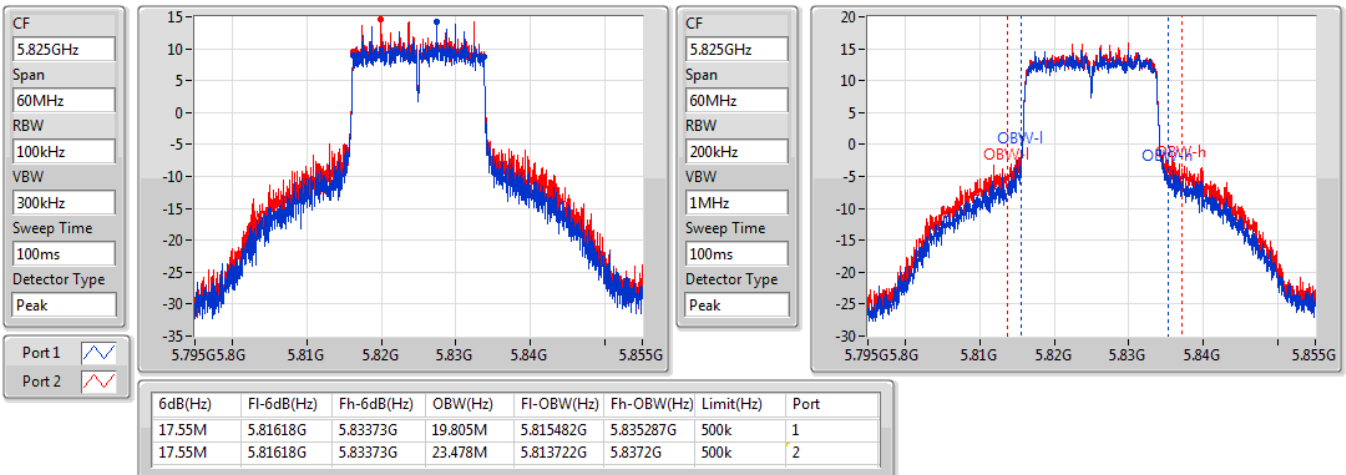 CF
5.825GHz
Span
60MHz
RBW
100kHz
VBW
300kHz
Sweep Time
100ms
Detector Type
Peak
Port 1
Port 2
15
10
5
0
-5
-10
-15
-20
-25
-30
-35
5.795G 5.8G 5.81G 5.82G 5.83G 5.84G 5.855G
CF
5.825GHz
Span
60MHz
RBW
200kHz
VBW
1MHz
Sweep Time
100ms
Detector Type
Peak
20
15
10
5
0
-5
-10
-15
-20
-25
-30
OBW-l
OBW-l
OBW-h
OBW-h
5.795G 5.8G 5.81G 5.82G 5.83G 5.84G 5.855G
6dB(Hz) Fl-6dB(Hz) Fh-6dB(Hz) OBW(Hz) Fl-OBW(Hz) Fh-OBW(Hz) Limit(Hz) Port
17.55M 5.81618G 5.83373G 19.805M 5.815482G 5.835287G 500k 1
17.55M 5.81618G 5.83373G 23.478M 5.813722G 5.8372G 500k 2